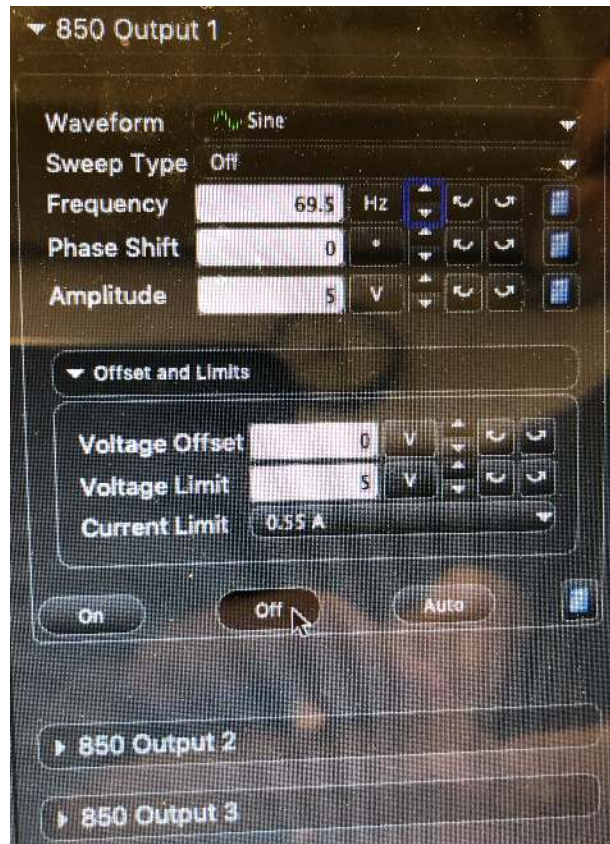 850 Output 1
Waveform Sine
Sweep Type Off
Frequency 69.5 Hz
Phase Shift 0 °
Amplitude 5 V
Offset and Limits
Voltage Offset 0 V
Voltage Limit 5 V
Current Limit 0.55 A
On Off Auto
850 Output 2
850 Output 3